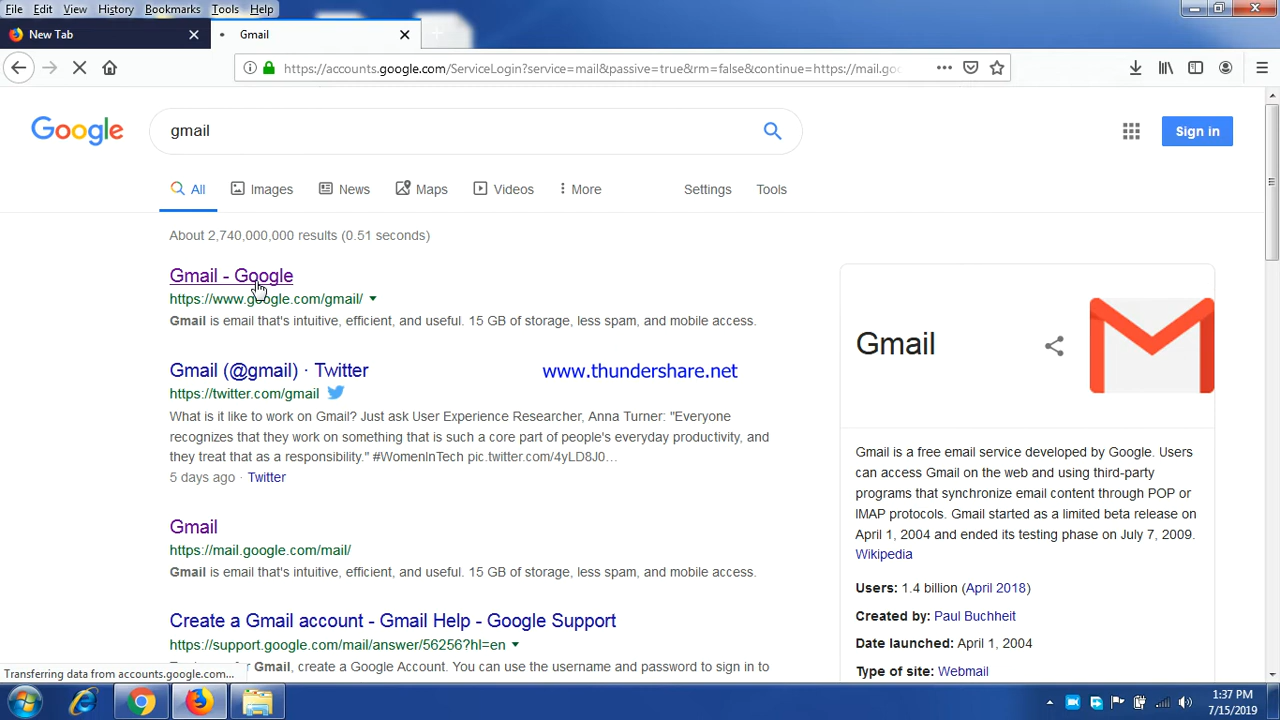 File Edit View History Bookmarks Tools Help
New Tab
Gmail
https://accounts.google.com/ServiceLogin?service=mail&passive=true&rm=false&continue=https://mail.goo
Google
gmail
Sign in
All Images News Maps Videos More Settings Tools
About 2,740,000,000 results (0.51 seconds)
Gmail - Google
https://www.google.com/gmail/
Gmail is email that's intuitive, efficient, and useful. 15 GB of storage, less spam, and mobile access.
Gmail (@gmail) · Twitter
https://twitter.com/gmail
What is it like to work on Gmail? Just ask User Experience Researcher, Anna Turner: "Everyone
recognizes that they work on something that is such a core part of people's everyday productivity, and
they treat that as a responsibility." #WomenInTech pic.twitter.com/4yLD8J0...
5 days ago · Twitter
www.thundershare.net
Gmail
https://mail.google.com/mail/
Gmail is email that's intuitive, efficient, and useful. 15 GB of storage, less spam, and mobile access.
Create a Gmail account - Gmail Help - Google Support
https://support.google.com/mail/answer/56256?hl=en
Gmail, create a Google Account. You can use the username and password to sign in to
Gmail
Gmail is a free email service developed by Google. Users
can access Gmail on the web and using third-party
programs that synchronize email content through POP or
IMAP protocols. Gmail started as a limited beta release on
April 1, 2004 and ended its testing phase on July 7, 2009.
Wikipedia
Users: 1.4 billion (April 2018)
Created by: Paul Buchheit
Date launched: April 1, 2004
Type of site: Webmail
Transferring data from accounts.google.com...
1:37 PM
7/15/2019